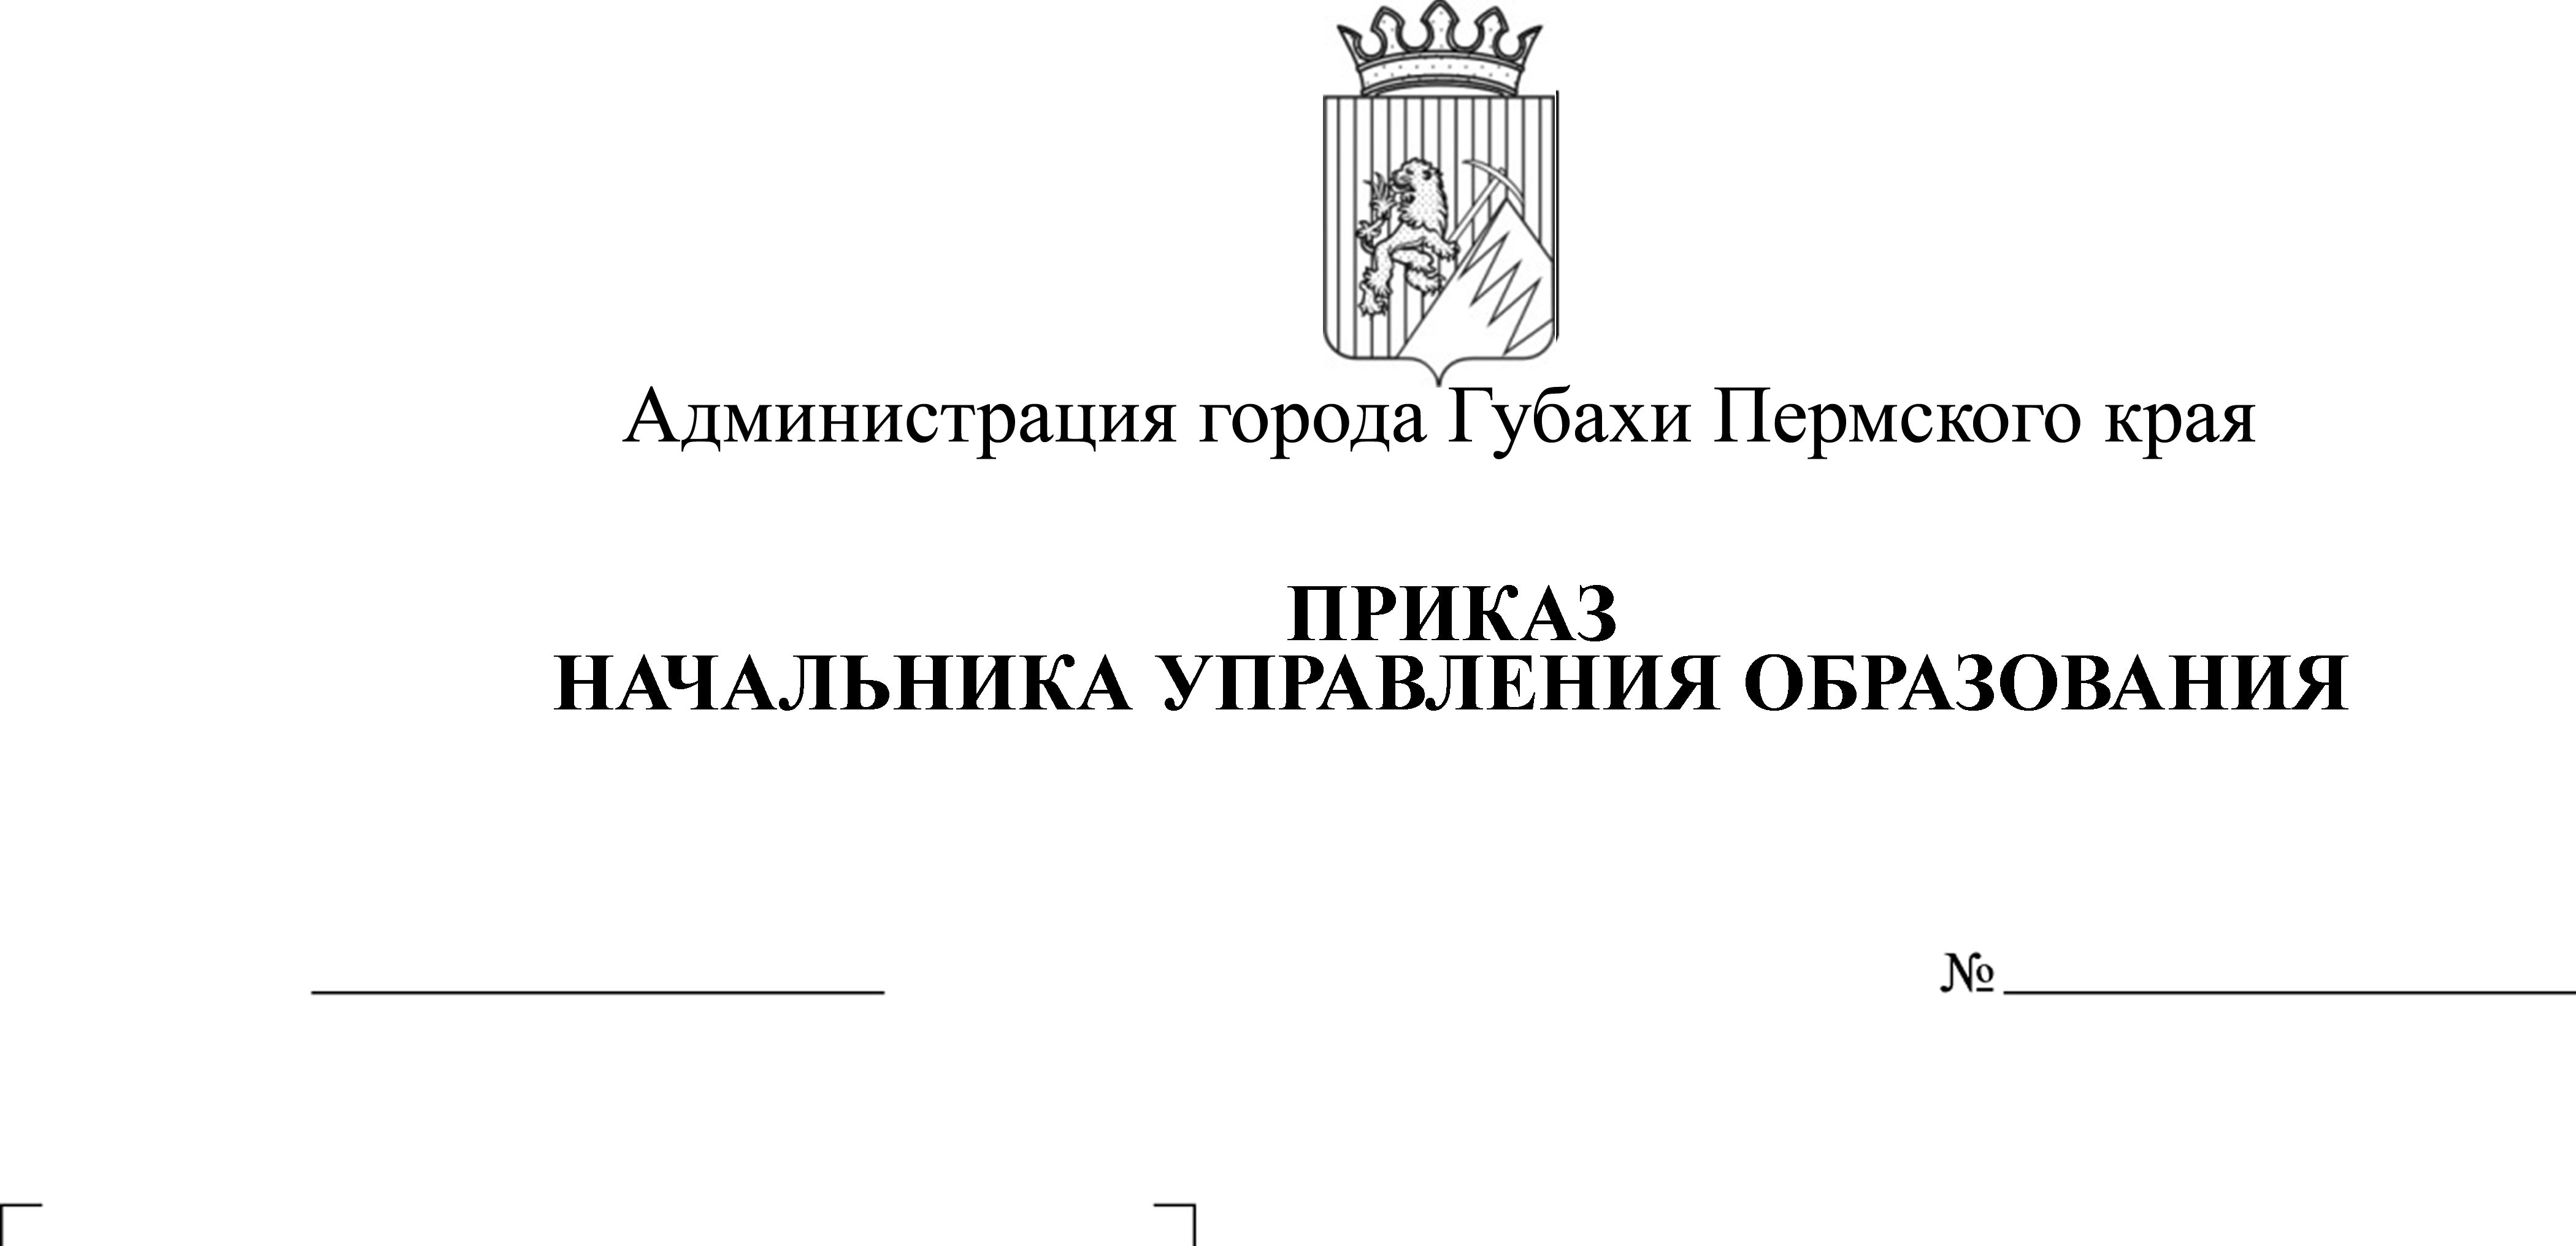 Администрация города Губахи Пермского края
ПРИКАЗ
НАЧАЛЬНИКА УПРАВЛЕНИЯ ОБРАЗОВАНИЯ
№